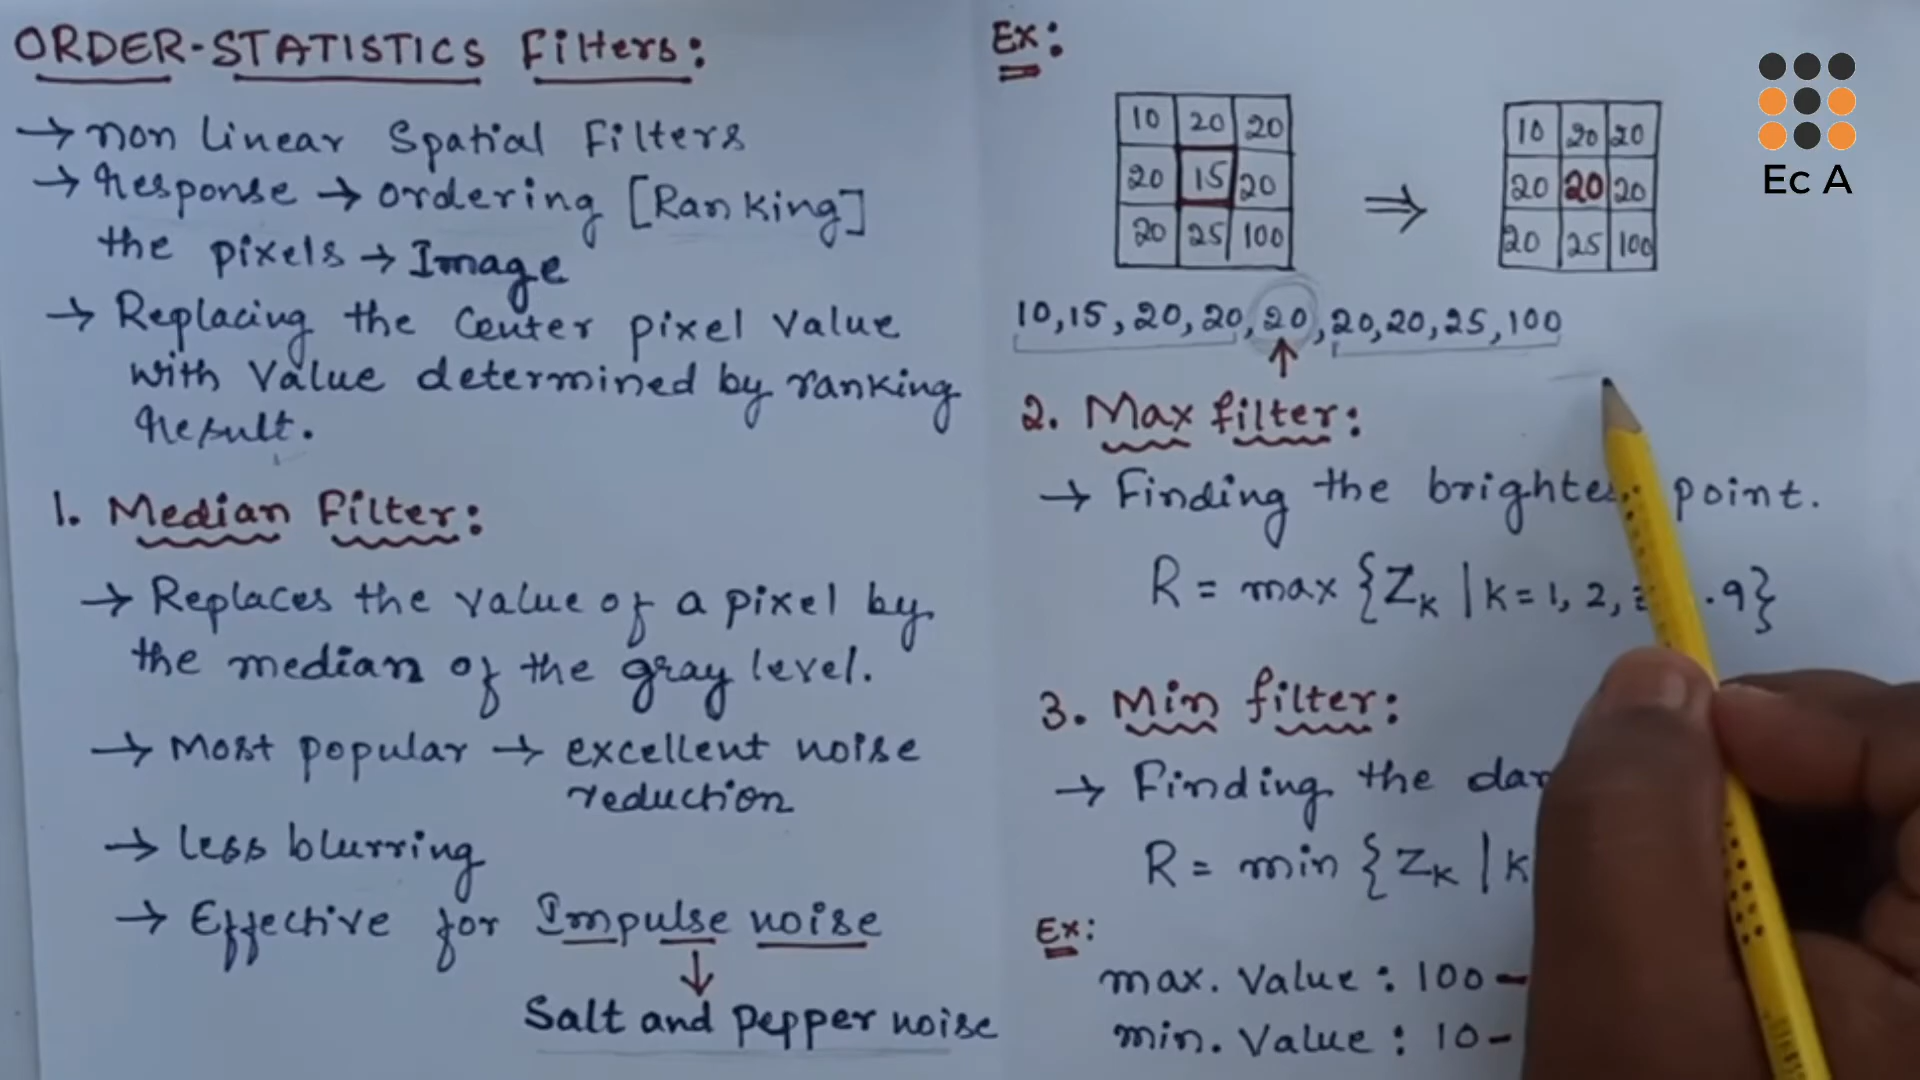 ORDER-STATISTICS Filters:
→ non linear Spatial Filters
→ Response → ordering [Ranking]
the pixels → Image
→ Replacing the Center pixel Value
with Value determined by ranking
Result.
1. Median Filter:
→ Replaces the value of a pixel by
the median of the gray level.
→ Most popular → excellent noise
reduction
→ less blurring
→ Effective for Impulse noise
↓
Salt and pepper noise
Ex:
10 20 20
20 15 20
20 25 100
⇒
10 20 20
20 20 20
20 25 100
10,15,20,20,20,20,20,25,100
↑
2. Max filter:
→ Finding the point.
R = max {Zk | k=1, 2, .9}
3. Min filter:
→ Finding the
R = min {Zk | k
Ex:
max. Value : 100 -
min. Value : 10 -
Ec A